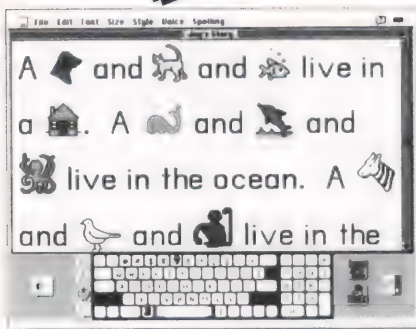 File Edit Font Size Style Voice Spelling
A and and live in
a . A and and
live in the ocean. A
and and live in the